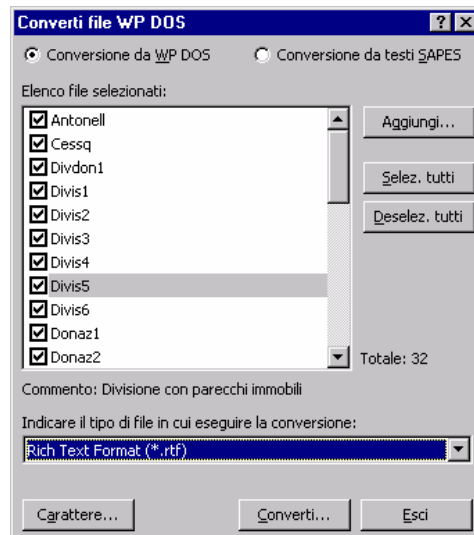 Converti file WP DOS
Conversione da WP DOS Conversione da testi SAPES
Elenco file selezionati:
Antonell
Cessq
Divdon1
Divis1
Divis2
Divis3
Divis4
Divis5
Divis6
Donaz1
Donaz2
Aggiungi...
Selez. tutti
Deselez. tutti
Totale: 32
Commento: Divisione con parecchi immobili
Indicare il tipo di file in cui eseguire la conversione:
Rich Text Format (*.rtf)
Carattere... Converti... Esci